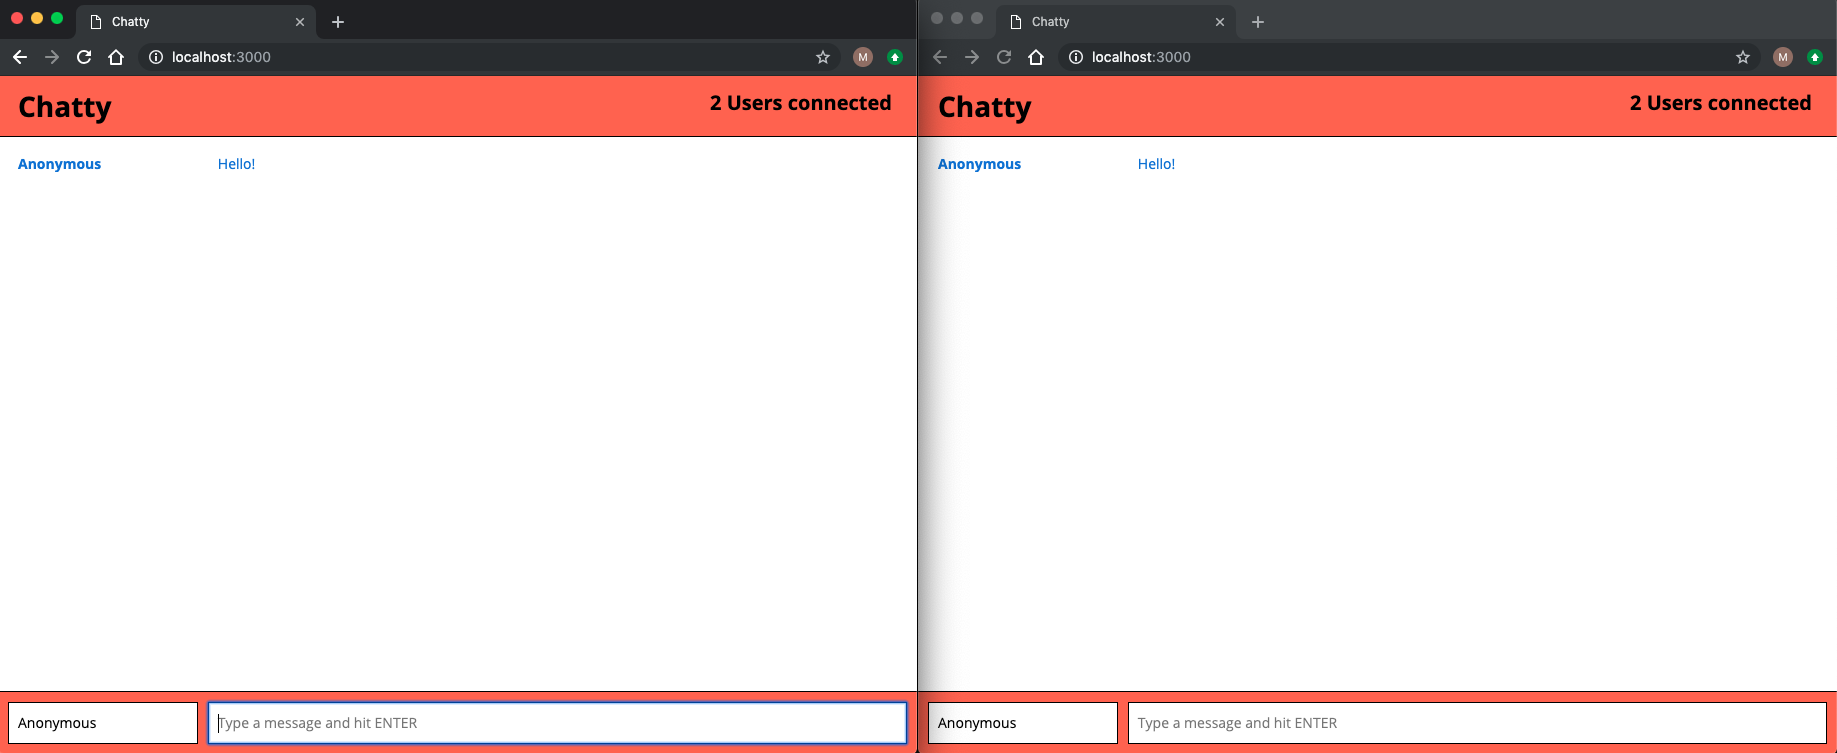 Chatty
localhost:3000
M
Chatty
2 Users connected
Anonymous Hello!
Anonymous
Type a message and hit ENTER
Chatty
localhost:3000
M
Chatty
2 Users connected
Anonymous Hello!
Anonymous
Type a message and hit ENTER